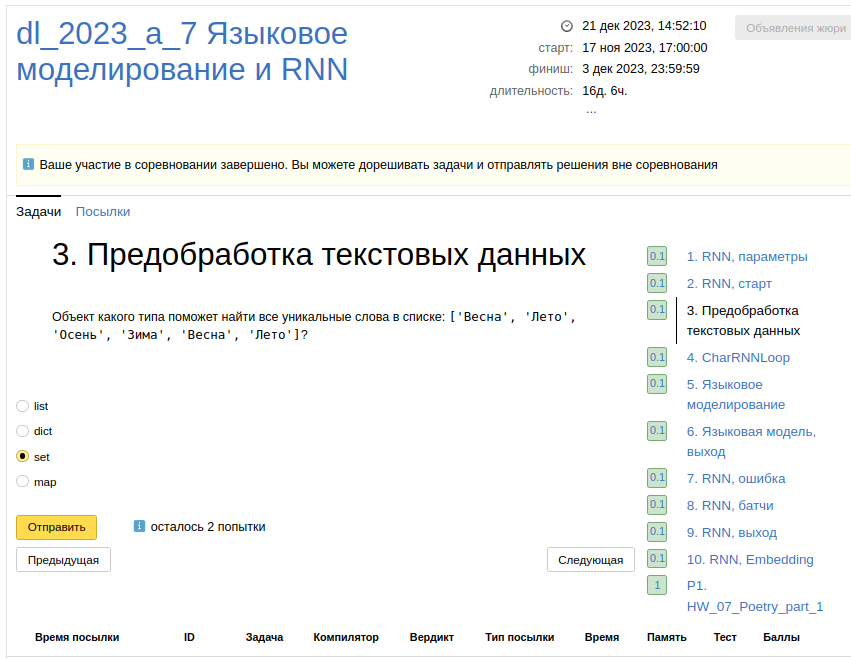 dl_2023_a_7 Языковое
моделирование и RNN
21 дек 2023, 14:52:10
старт: 17 ноя 2023, 17:00:00
финиш: 3 дек 2023, 23:59:59
длительность: 16д. 6ч.
...
Объявления жюри
Ваше участие в соревновании завершено. Вы можете дорешивать задачи и отправлять решения вне соревнования
Задачи Посылки
3. Предобработка текстовых данных
Объект какого типа поможет найти все уникальные слова в списке: ['Весна', 'Лето',
'Осень', 'Зима', 'Весна', 'Лето']?
list
dict
set
map
Отправить
осталось 2 попытки
Предыдущая
Следующая
0.1 1. RNN, параметры
0.1 2. RNN, старт
0.1 3. Предобработка
текстовых данных
0.1 4. CharRNNLoop
0.1 5. Языковое
моделирование
0.1 6. Языковая модель,
выход
0.1 7. RNN, ошибка
0.1 8. RNN, батчи
0.1 9. RNN, выход
0.1 10. RNN, Embedding
1 P1.
HW_07_Poetry_part_1
Время посылки ID Задача Компилятор Вердикт Тип посылки Время Память Тест Баллы